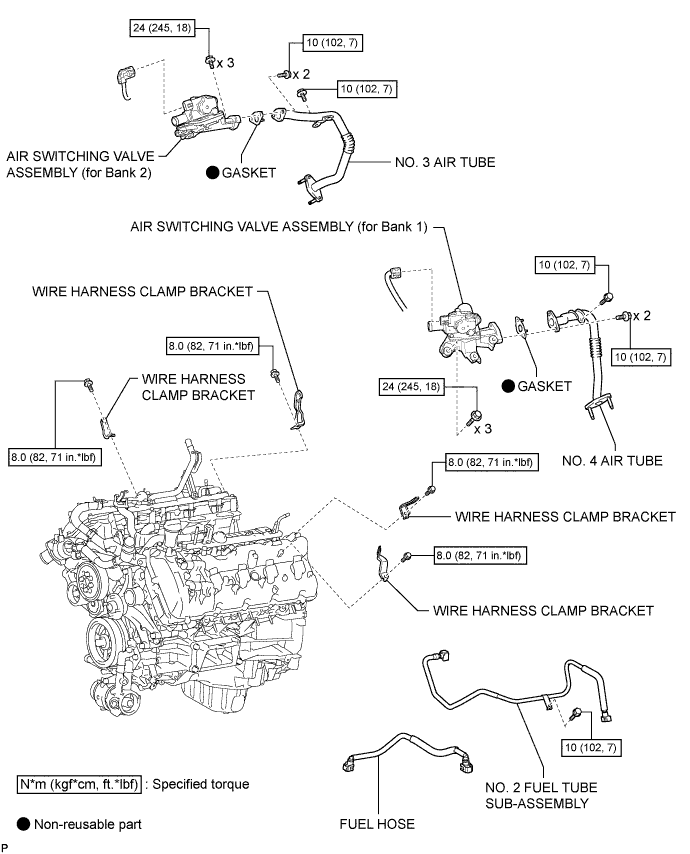 24 (245, 18)
x 3
10 (102, 7)
x 2
10 (102, 7)
AIR SWITCHING VALVE
ASSEMBLY (for Bank 2)
GASKET
NO. 3 AIR TUBE
AIR SWITCHING VALVE ASSEMBLY (for Bank 1)
10 (102, 7)
x 2
10 (102, 7)
WIRE HARNESS CLAMP BRACKET
8.0 (82, 71 in.*lbf)
WIRE HARNESS
CLAMP BRACKET
8.0 (82, 71 in.*lbf)
24 (245, 18)
x 3
GASKET
NO. 4 AIR TUBE
8.0 (82, 71 in.*lbf)
WIRE HARNESS CLAMP BRACKET
8.0 (82, 71 in.*lbf)
WIRE HARNESS CLAMP BRACKET
10 (102, 7)
NO. 2 FUEL TUBE
SUB-ASSEMBLY
FUEL HOSE
N*m (kgf*cm, ft.*lbf) : Specified torque
Non-reusable part
P